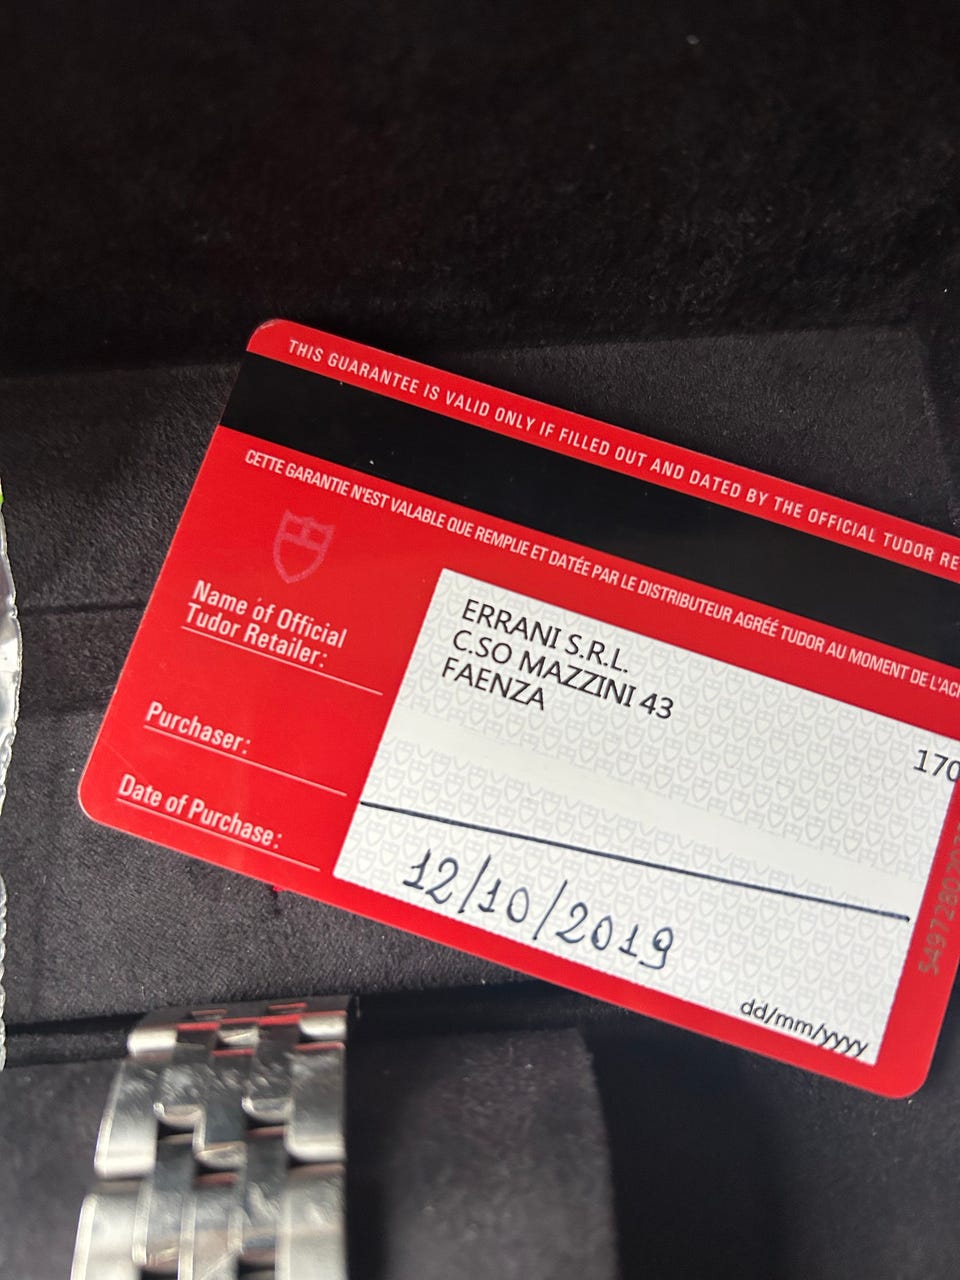 THIS GUARANTEE IS VALID ONLY IF FILLED OUT AND DATED BY THE OFFICIAL TUDOR RE
CETTE GARANTIE N'EST VALABLE QUE REMPLIE ET DATÉE PAR LE DISTRIBUTEUR AGRÉÉ TUDOR AU MOMENT DE L'ACH
Name of Official
Tudor Retailer:
ERRANI S.R.L.
C.SO MAZZINI 43
FAENZA
170
Purchaser:
Date of Purchase:
12/10/2019
dd/mm/yyyy